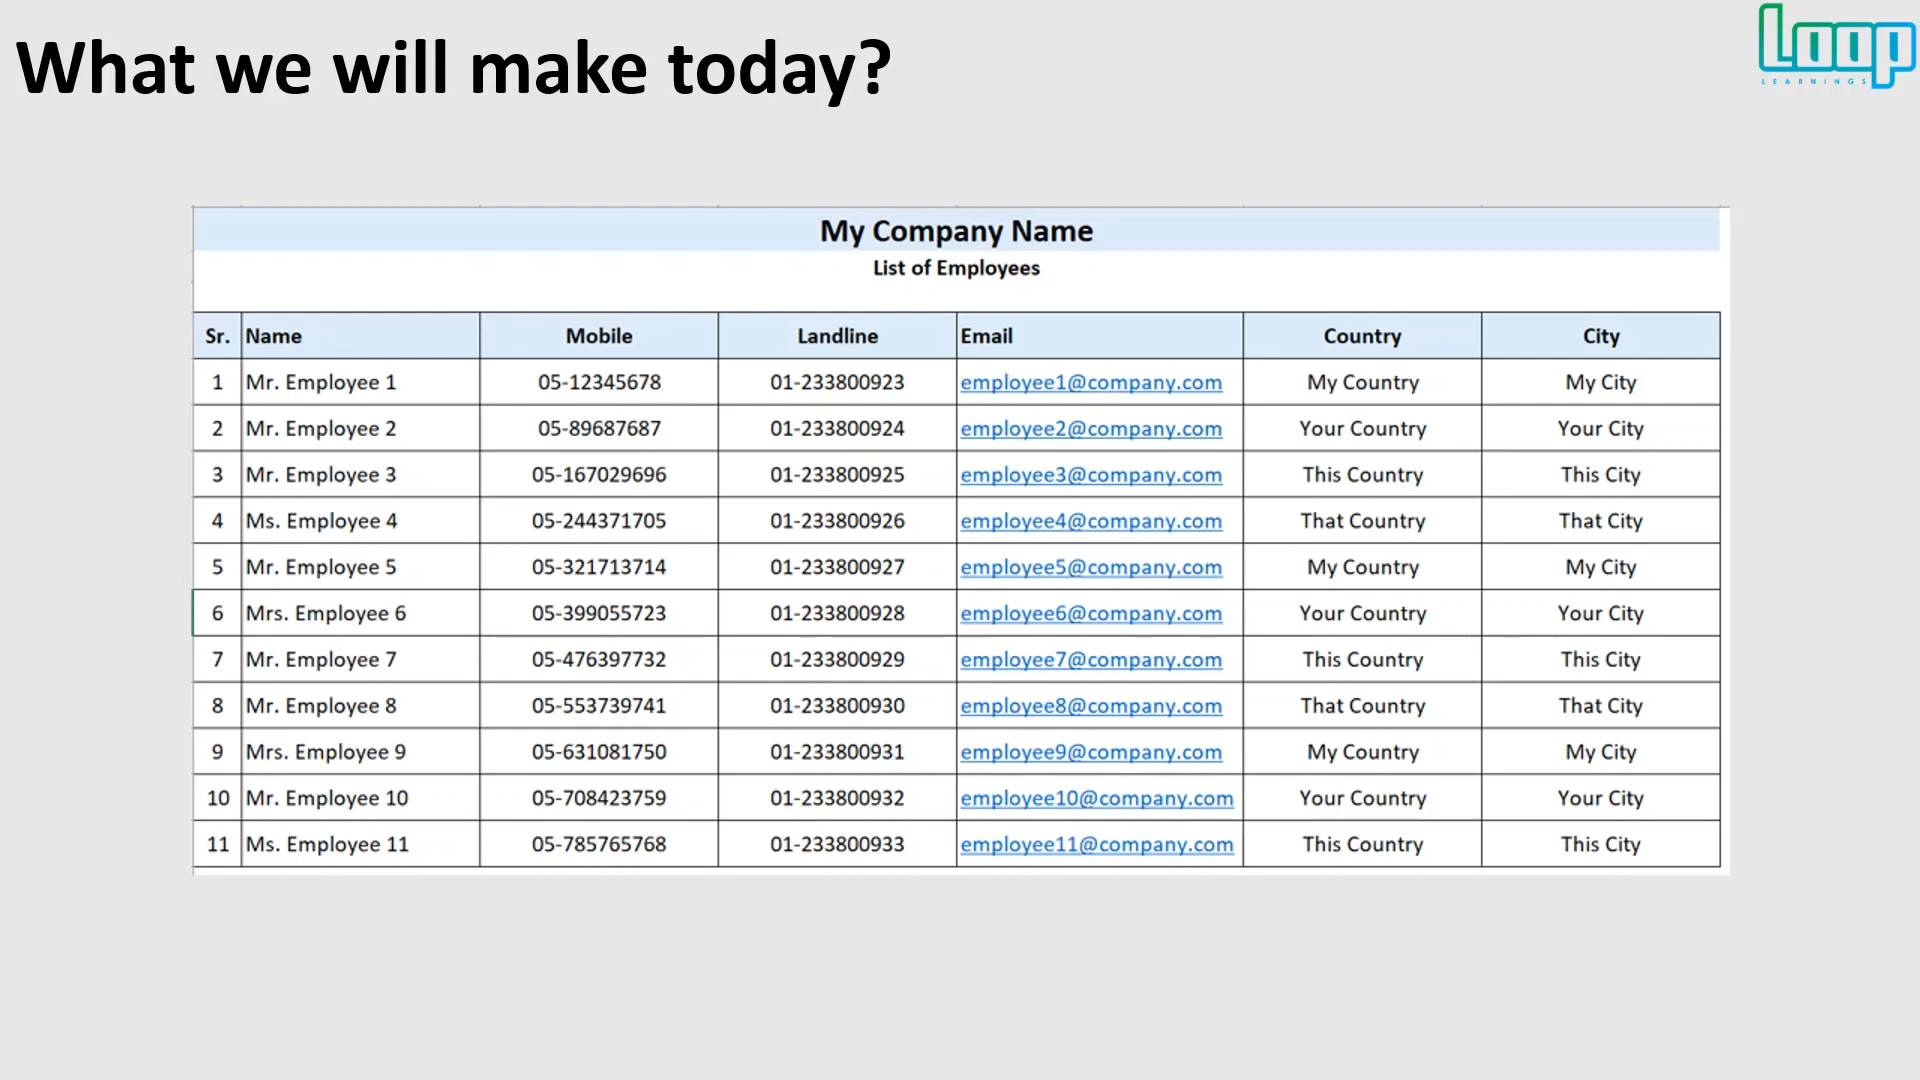 What we will make today?
Loop
LEARNINGS
My Company Name
List of Employees
Sr. Name Mobile Landline Email Country City
1 Mr. Employee 1 05-12345678 01-233800923 employee1@company.com My Country My City
2 Mr. Employee 2 05-89687687 01-233800924 employee2@company.com Your Country Your City
3 Mr. Employee 3 05-167029696 01-233800925 employee3@company.com This Country This City
4 Ms. Employee 4 05-244371705 01-233800926 employee4@company.com That Country That City
5 Mr. Employee 5 05-321713714 01-233800927 employee5@company.com My Country My City
6 Mrs. Employee 6 05-399055723 01-233800928 employee6@company.com Your Country Your City
7 Mr. Employee 7 05-476397732 01-233800929 employee7@company.com This Country This City
8 Mr. Employee 8 05-553739741 01-233800930 employee8@company.com That Country That City
9 Mrs. Employee 9 05-631081750 01-233800931 employee9@company.com My Country My City
10 Mr. Employee 10 05-708423759 01-233800932 employee10@company.com Your Country Your City
11 Ms. Employee 11 05-785765768 01-233800933 employee11@company.com This Country This City